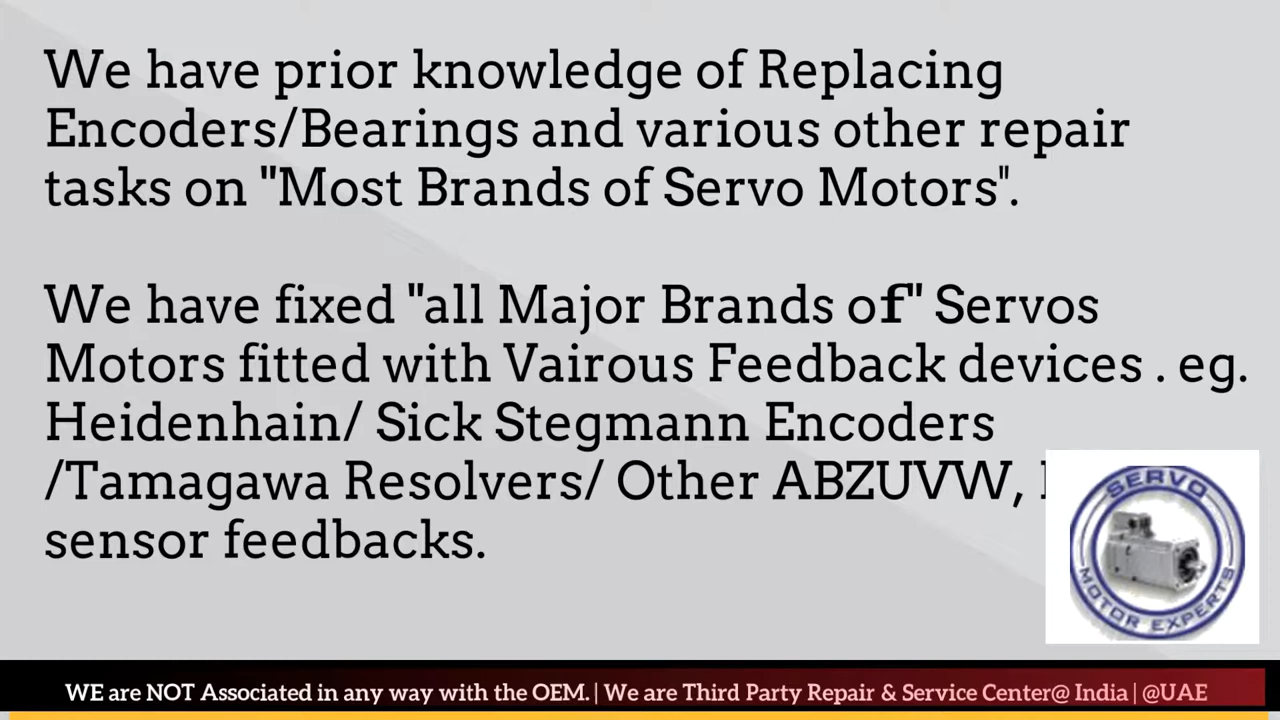 We have prior knowledge of Replacing
Encoders/Bearings and various other repair
tasks on "Most Brands of Servo Motors".
We have fixed "all Major Brands of" Servos
Motors fitted with Vairous Feedback devices . eg.
Heidenhain/ Sick Stegmann Encoders
/Tamagawa Resolvers/ Other ABZUVW,
sensor feedbacks.
SERVO
MOTOR EXPERTS
WE are NOT Associated in any way with the OEM. | We are Third Party Repair & Service Center@ India | @UAE